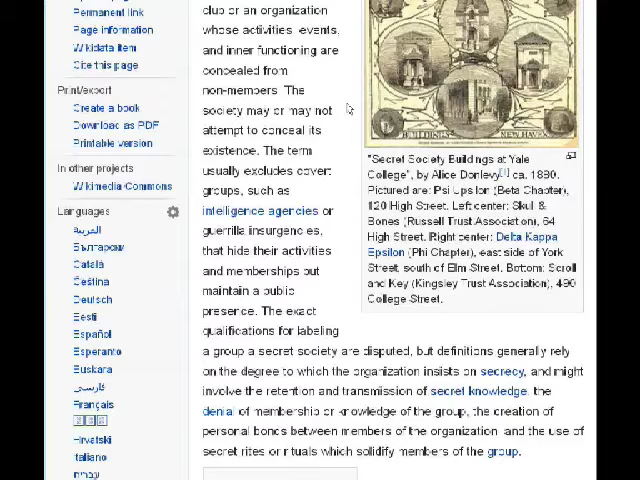 Permanent link
Page information
Wikidata item
Cite this page
Print/export
Create a book
Download as PDF
Printable version
In other projects
Wikimedia Commons
Languages
العربية
Български
Català
Čeština
Deutsch
Eesti
Español
Esperanto
Euskara
فارسی
Français
Hrvatski
Italiano
עברית
club or an organization
whose activities, events,
and inner functioning are
concealed from
non-members. The
society may or may not
attempt to conceal its
existence. The term
usually excludes covert
groups, such as
intelligence agencies or
guerrilla insurgencies,
that hide their activities
and memberships but
maintain a public
presence. The exact
qualifications for labeling
a group a secret society are disputed, but definitions generally rely
on the degree to which the organization insists on secrecy, and might
involve the retention and transmission of secret knowledge, the
denial of membership or knowledge of the group, the creation of
personal bonds between members of the organization, and the use of
secret rites or rituals which solidify members of the group.
BUILDINGS NEW HAVEN
"Secret Society Buildings at Yale
College", by Alice Donlevy[1] ca. 1890.
Pictured are: Psi Upsilon (Beta Chapter),
120 High Street. Left center: Skull &
Bones (Russell Trust Association), 64
High Street. Right center: Delta Kappa
Epsilon (Phi Chapter), east side of York
Street, south of Elm Street. Bottom: Scroll
and Key (Kingsley Trust Association), 490
College Street.